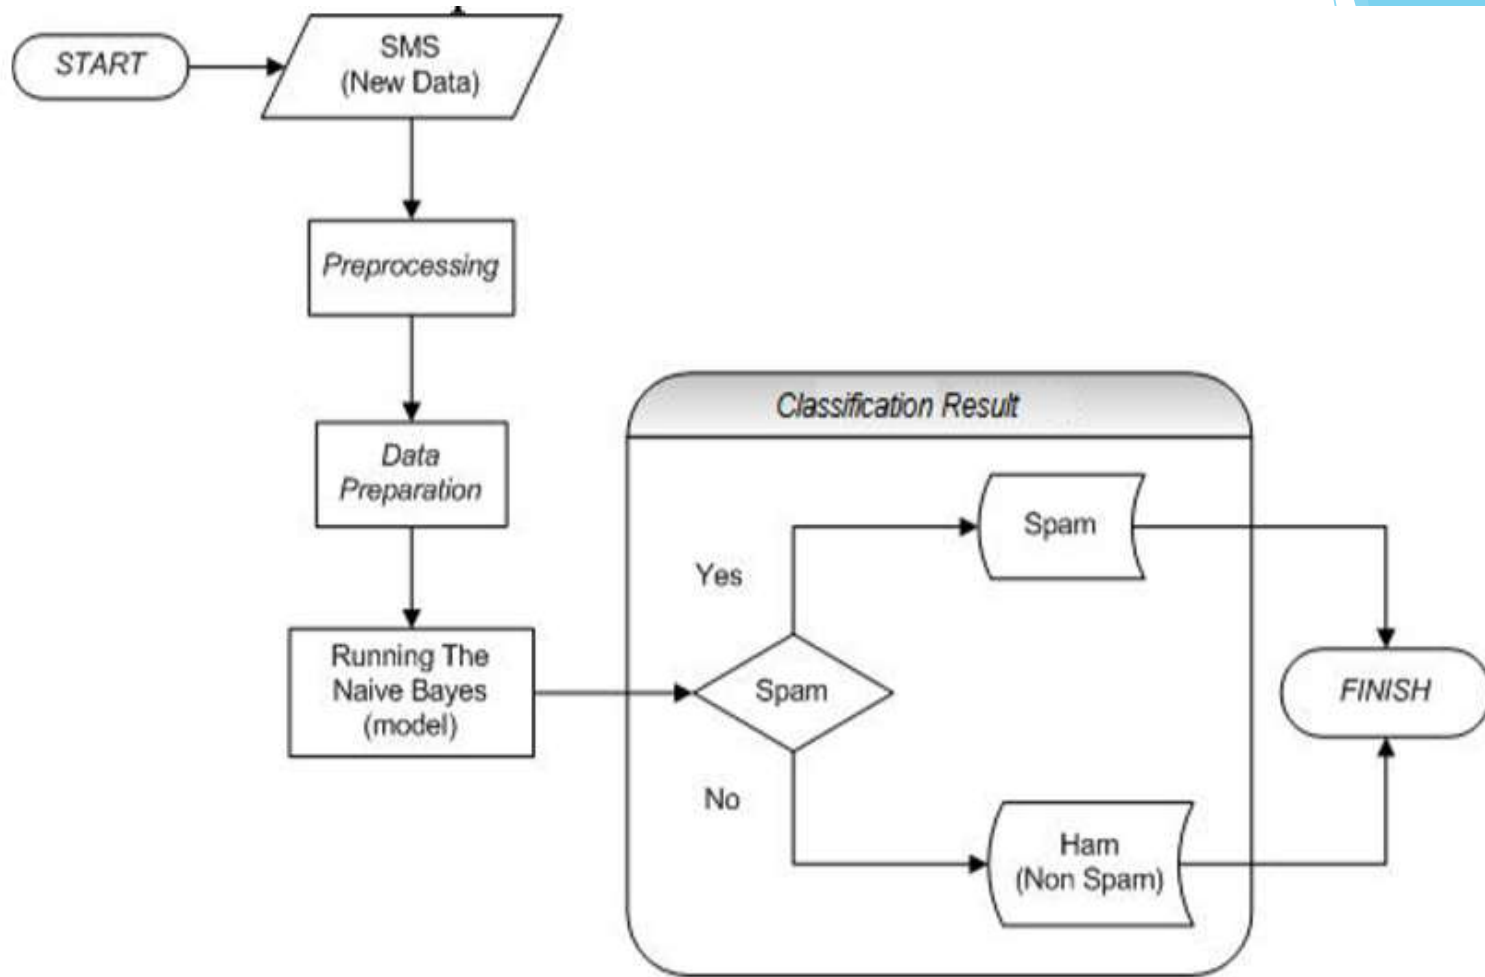 START
SMS
(New Data)
Preprocessing
Data
Preparation
Running The
Naive Bayes
(model)
Classification Result
Yes
Spam
Spam
No
Ham
(Non Spam)
FINISH